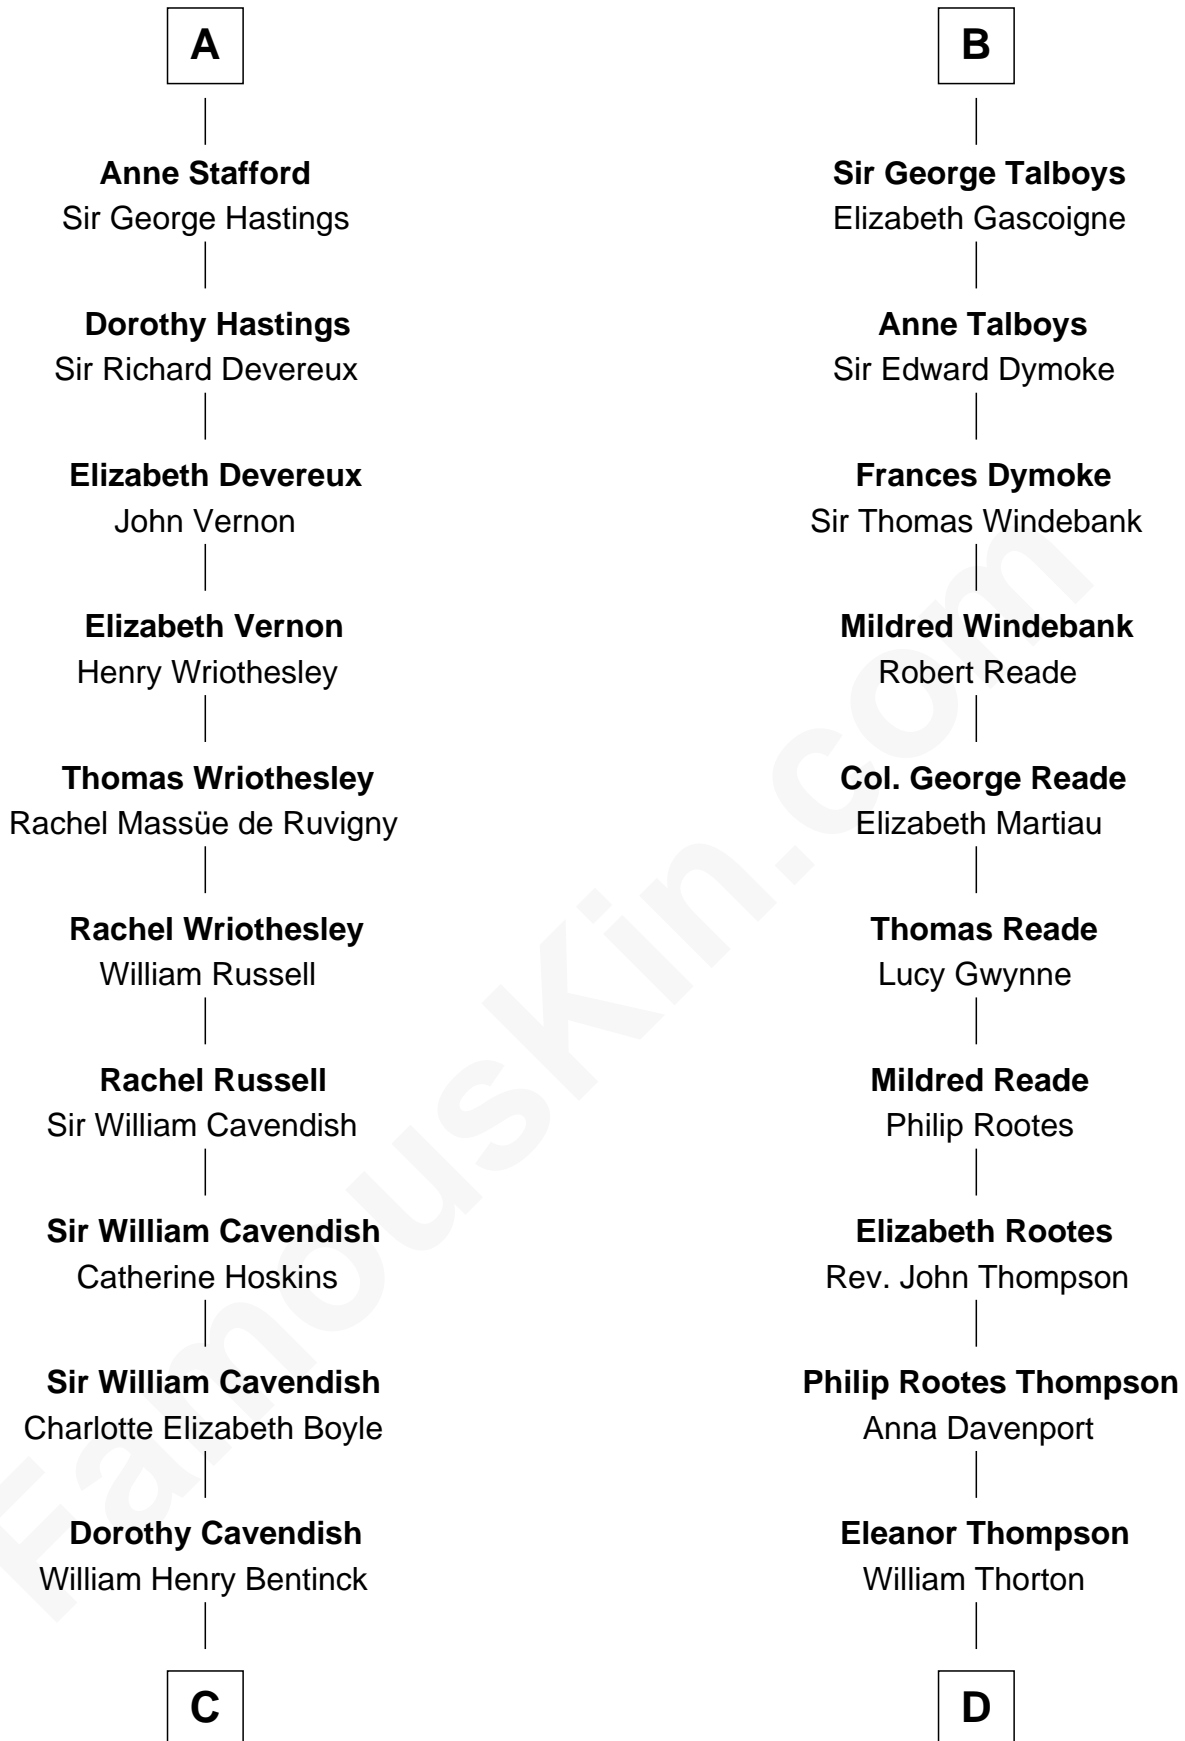 A
Anne Stafford
Sir George Hastings
Dorothy Hastings
Sir Richard Devereux
Elizabeth Devereux
John Vernon
Elizabeth Vernon
Henry Wriothesley
Thomas Wriothesley
Rachel Massüe de Ruvigny
Rachel Wriothesley
William Russell
Rachel Russell
Sir William Cavendish
Sir William Cavendish
Catherine Hoskins
Sir William Cavendish
Charlotte Elizabeth Boyle
Dorothy Cavendish
William Henry Bentinck
C
B
Sir George Talboys
Elizabeth Gascoigne
Anne Talboys
Sir Edward Dymoke
Frances Dymoke
Sir Thomas Windebank
Mildred Windebank
Robert Reade
Col. George Reade
Elizabeth Martiau
Thomas Reade
Lucy Gwynne
Mildred Reade
Philip Rootes
Elizabeth Rootes
Rev. John Thompson
Philip Rootes Thompson
Anna Davenport
Eleanor Thompson
William Thorton
D
FamousKin.com